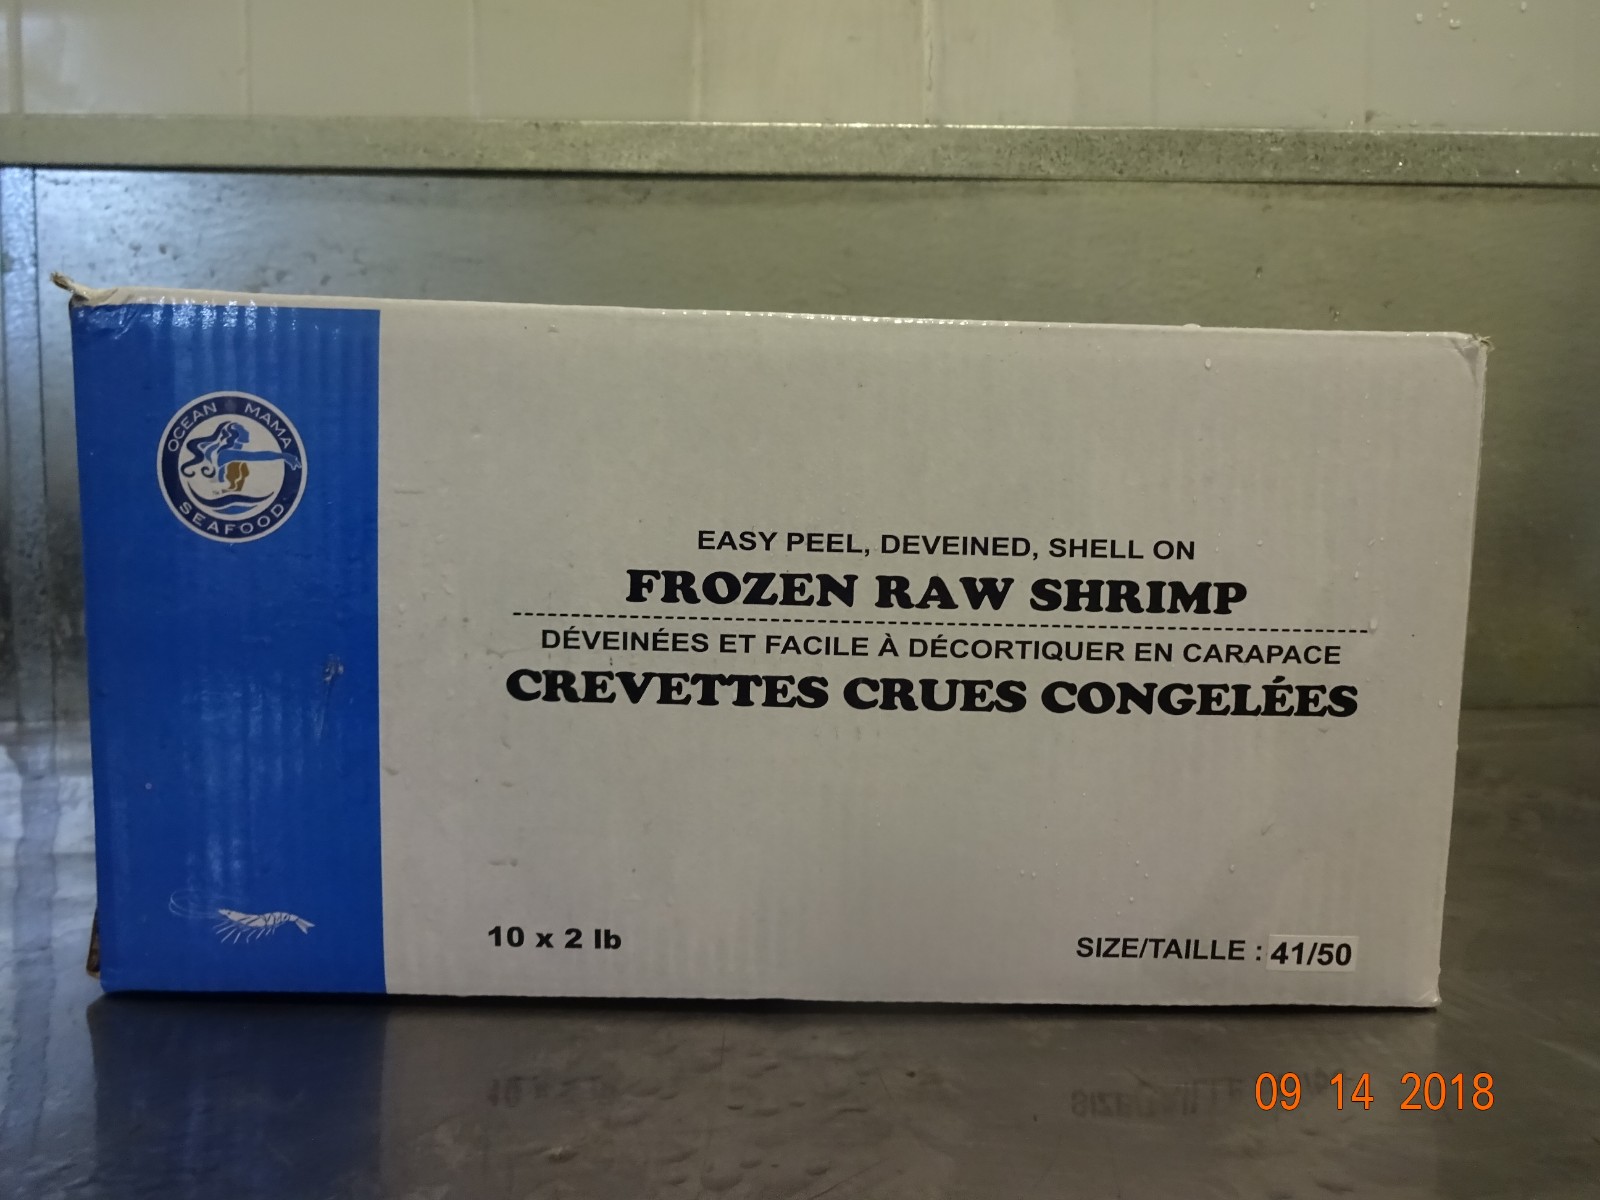 OCEAN MAMA
SEAFOOD
EASY PEEL, DEVEINED, SHELL ON
FROZEN RAW SHRIMP
DÉVEINÉES ET FACILE À DÉCORTIQUER EN CARAPACE
CREVETTES CRUES CONGELÉES
10 x 2 lb
SIZE/TAILLE : 41/50
09 14 2018